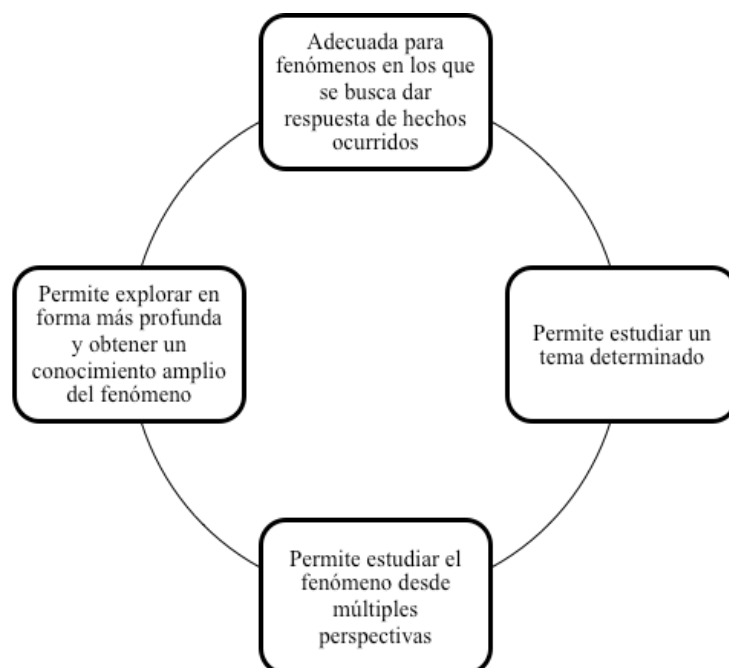 Adecuada para
fenómenos en los que
se busca dar
respuesta de hechos
ocurridos
Permite explorar en
forma más profunda
y obtener un
conocimiento amplio
del fenómeno
Permite estudiar un
tema determinado
Permite estudiar el
fenómeno desde
múltiples
perspectivas